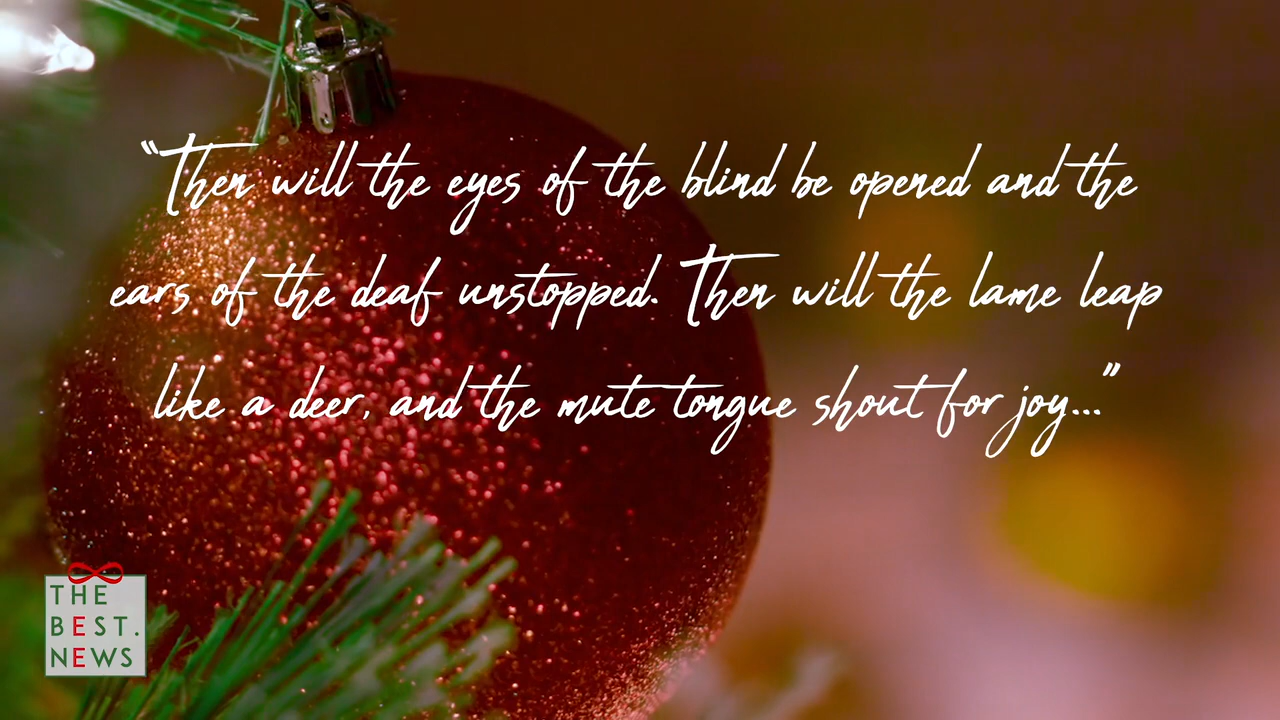 “Then will the eyes of the blind be opened and the
ears of the deaf unstopped. Then will the lame leap
like a deer, and the mute tongue shout for joy...”
THE
BEST.
NEWS